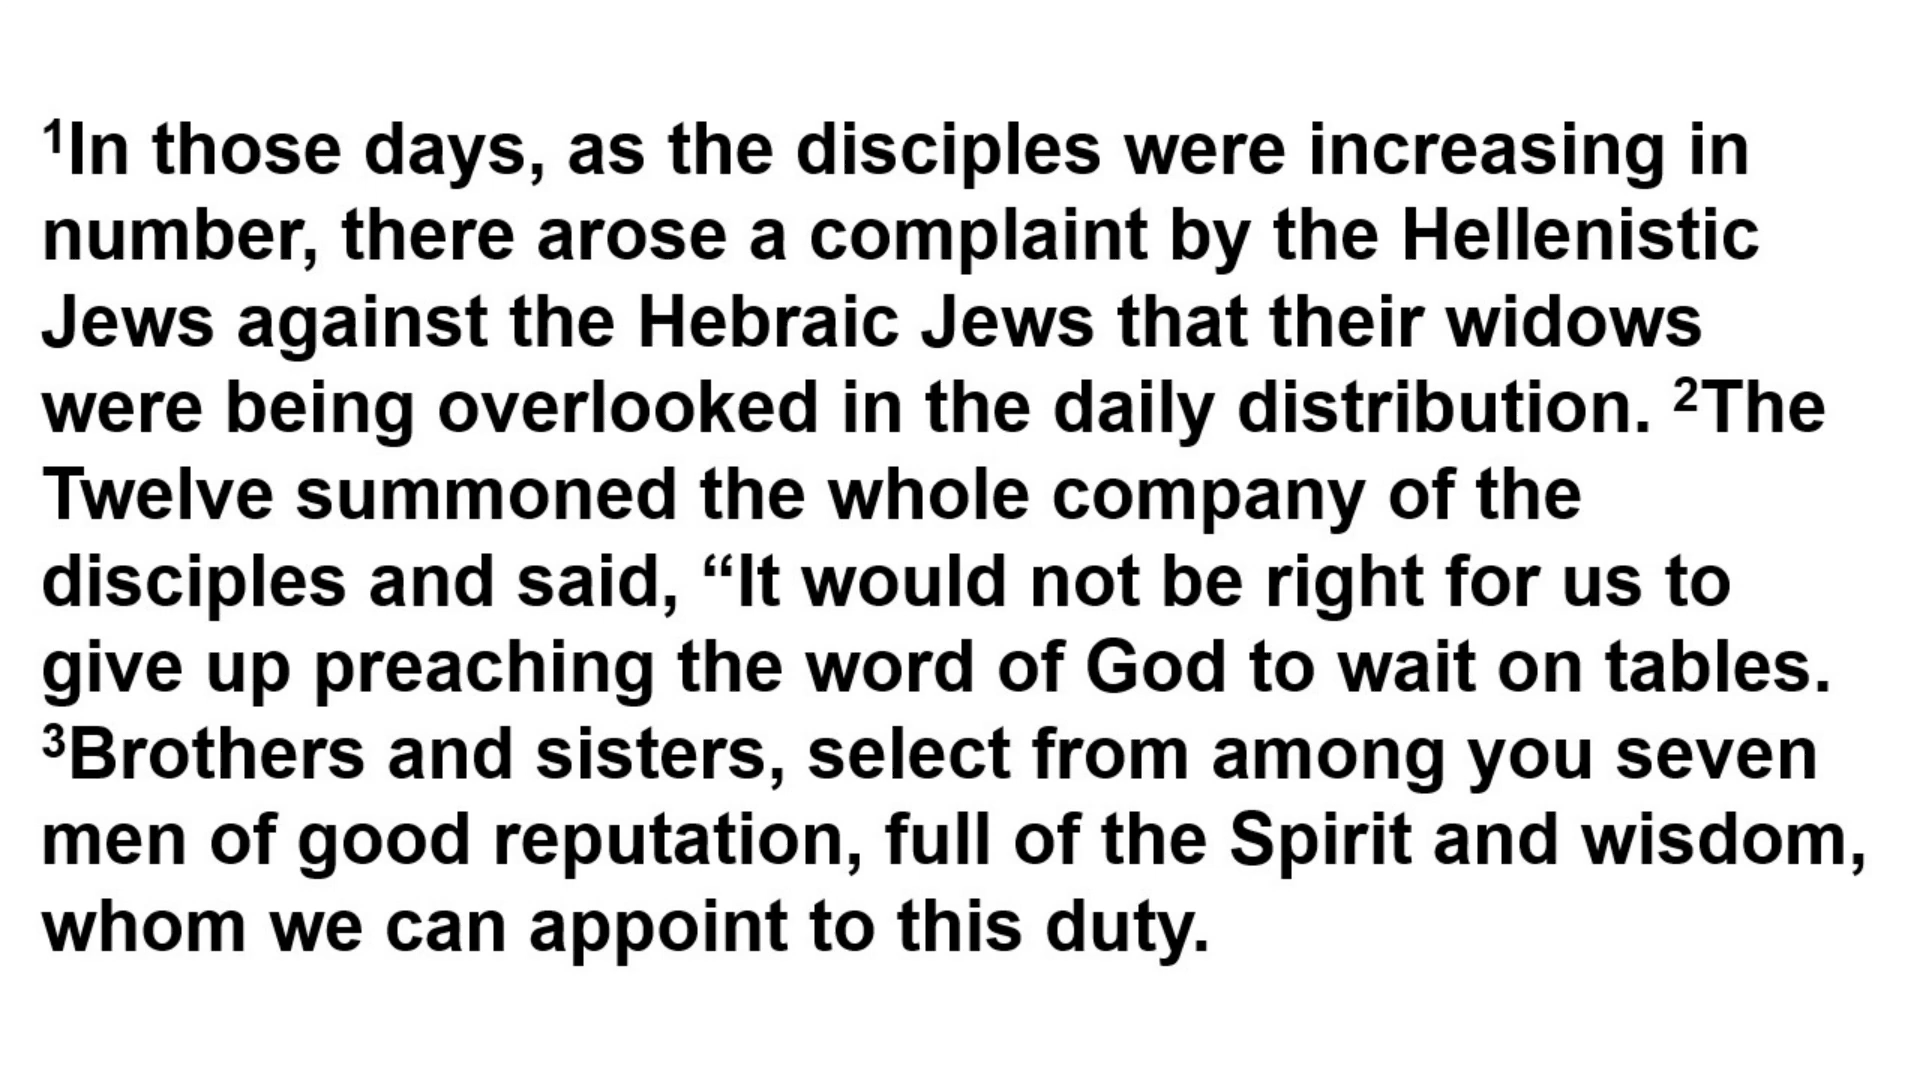 ¹In those days, as the disciples were increasing in
number, there arose a complaint by the Hellenistic
Jews against the Hebraic Jews that their widows
were being overlooked in the daily distribution. ²The
Twelve summoned the whole company of the
disciples and said, “It would not be right for us to
give up preaching the word of God to wait on tables.
³Brothers and sisters, select from among you seven
men of good reputation, full of the Spirit and wisdom,
whom we can appoint to this duty.